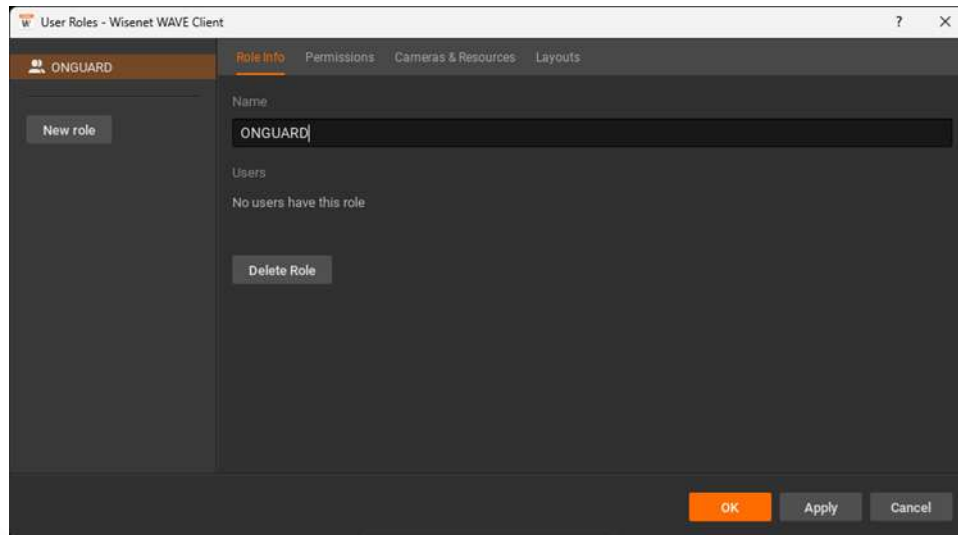 User Roles - Wisenet WAVE Client
ONGUARD
New role
Role Info Permissions Cameras & Resources Layouts
Name
ONGUARD
Users
No users have this role
Delete Role
OK Apply Cancel